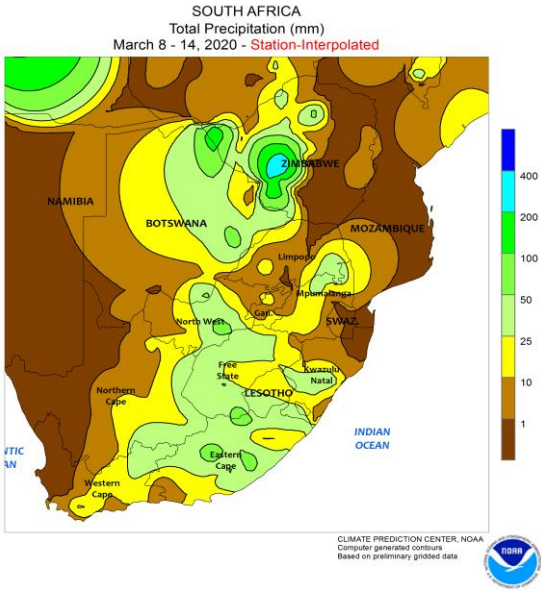 SOUTH AFRICA
Total Precipitation (mm)
March 8 - 14, 2020 - Station-Interpolated
ZIMBABWE
NAMIBIA
BOTSWANA
MOZAMBIQUE
Limpopo
Mpumalanga
Gau.
North West
SWAZ.
Free
State
Kwazulu
Natal
LESOTHO
Northern
Cape
Eastern
Cape
Western
Cape
INDIAN
OCEAN
NTIC
AN
400
200
100
50
25
10
1
CLIMATE PREDICTION CENTER, NOAA
Computer generated contours
Based on preliminary gridded data
NOAA